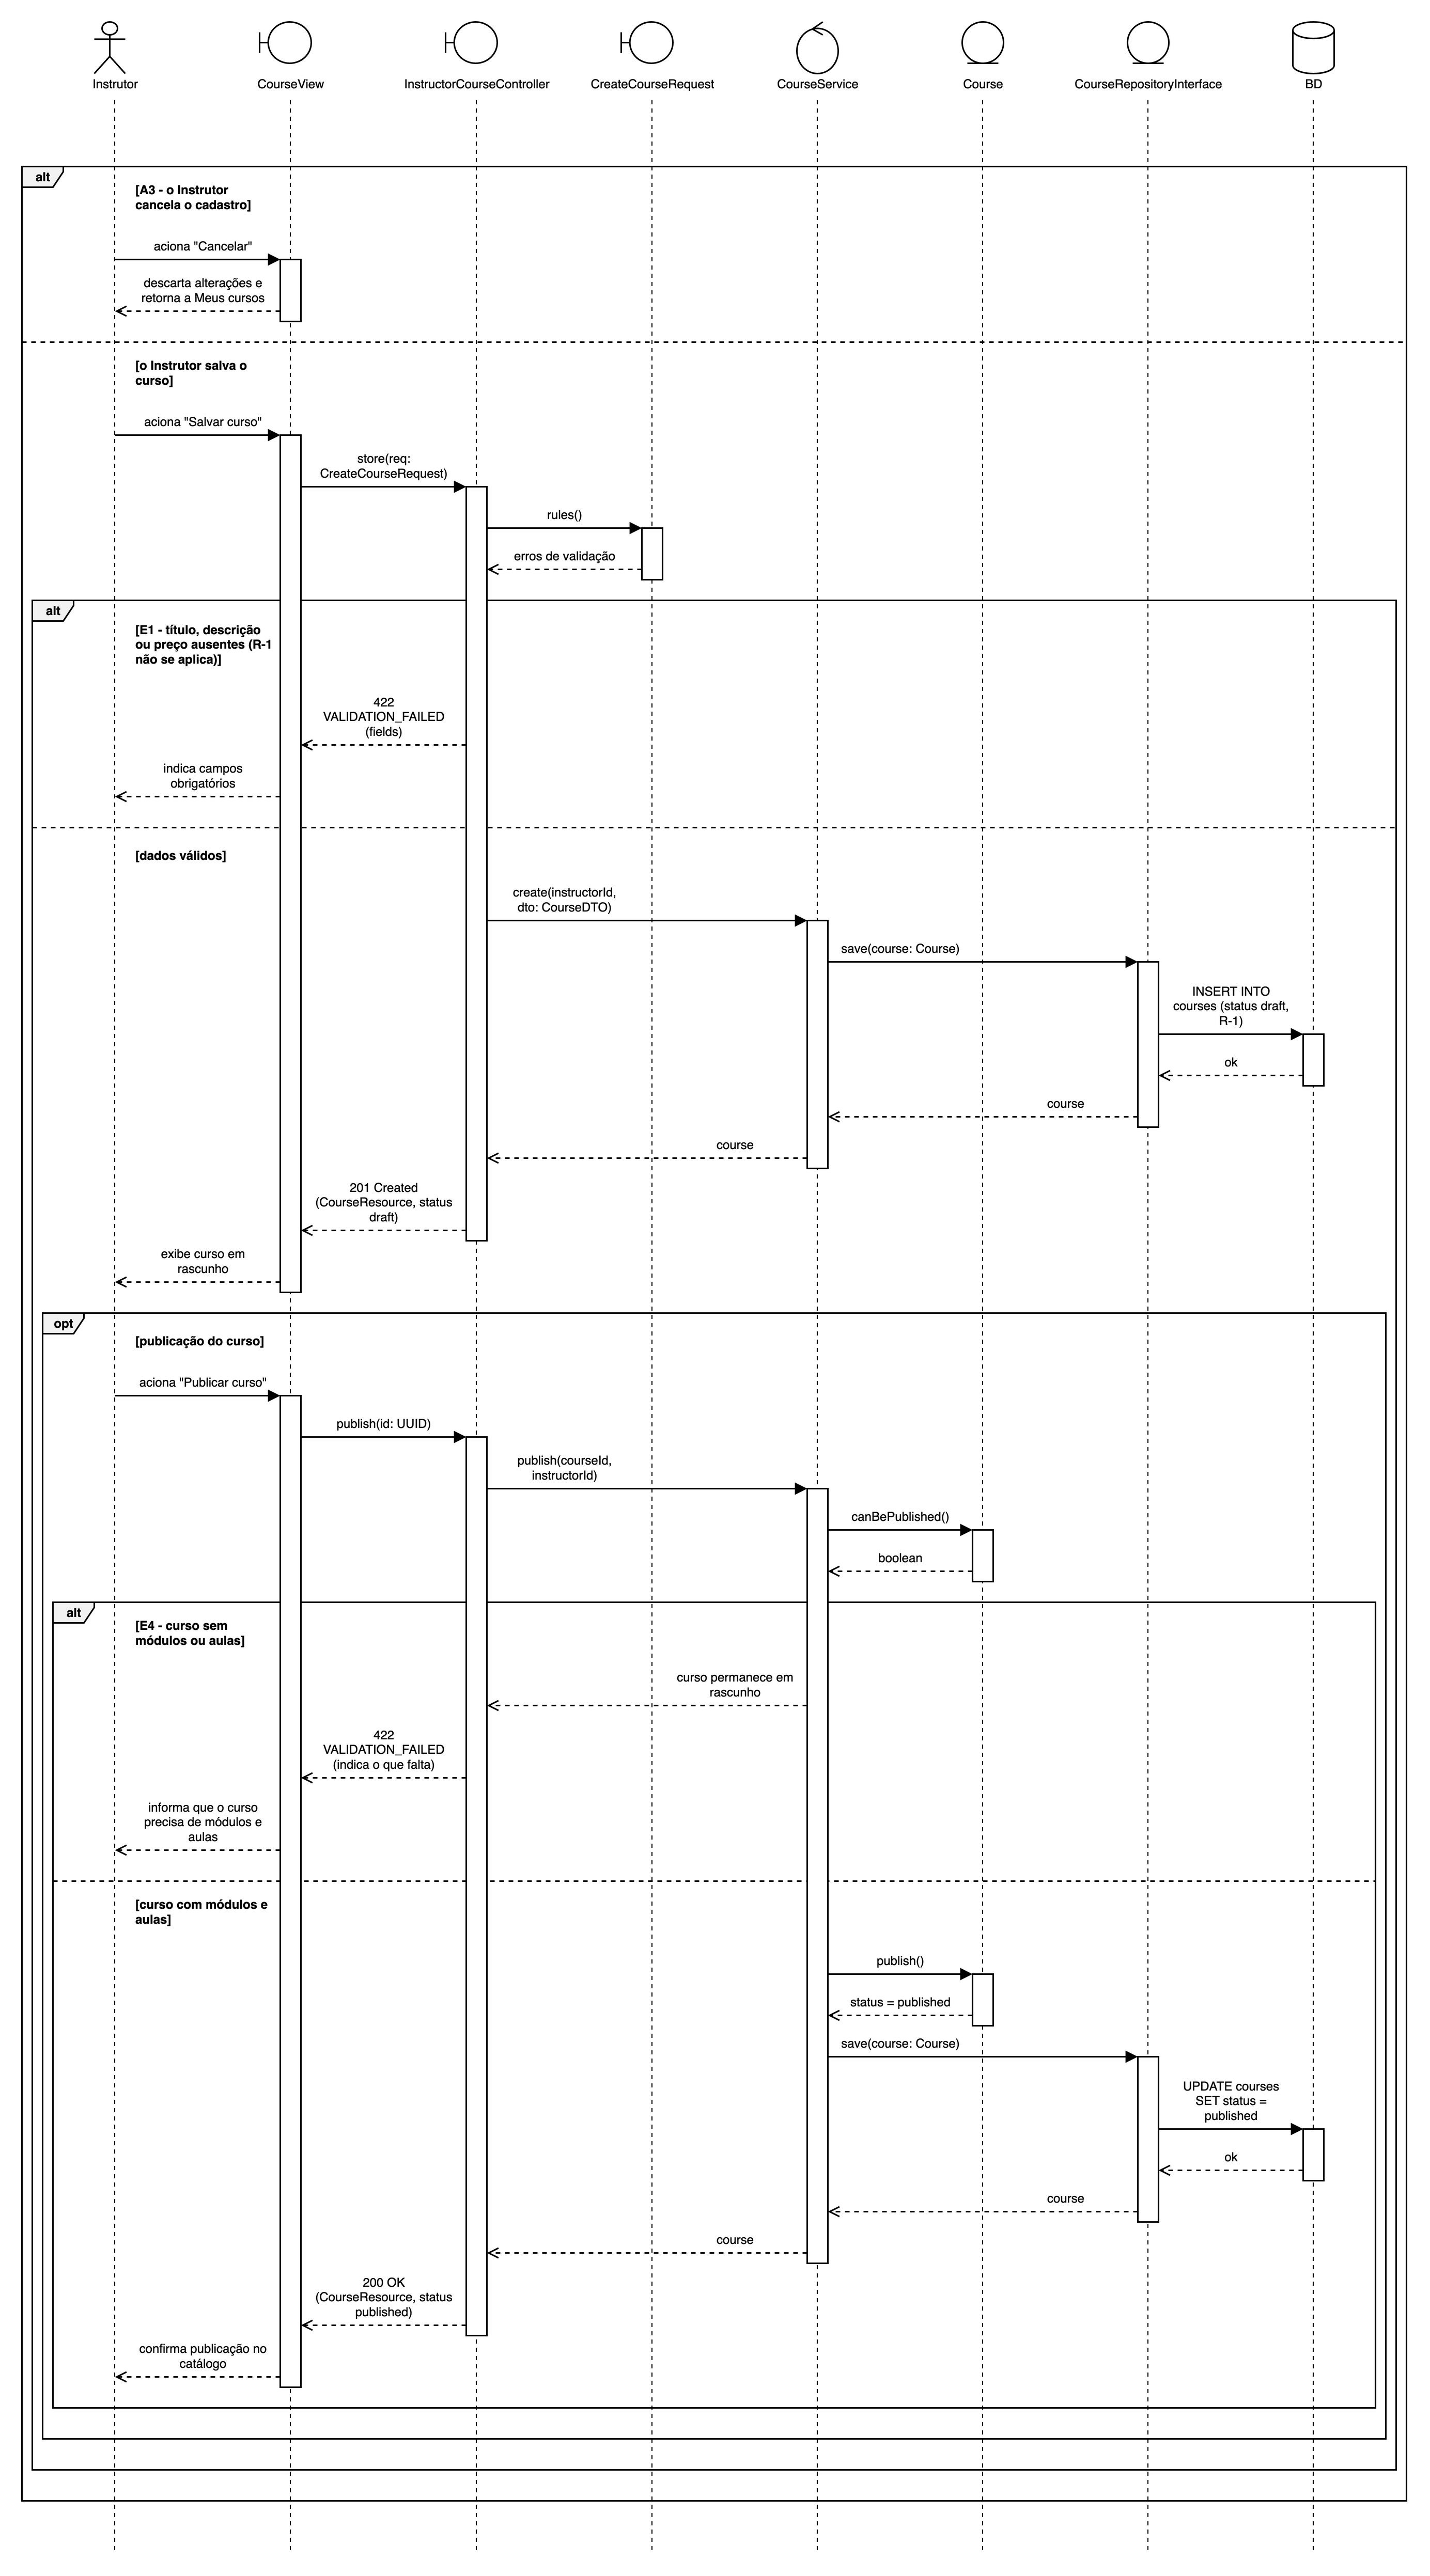 Instrutor
CourseView
InstructorCourseController
CreateCourseRequest
CourseService
Course
CourseRepositoryInterface
BD
alt
[A3 - o Instrutor
cancela o cadastro]
aciona "Cancelar"
descarta alterações e
retorna a Meus cursos
[o Instrutor salva o
curso]
aciona "Salvar curso"
store(req:
CreateCourseRequest)
rules()
erros de validação
alt
[E1 - título, descrição
ou preço ausentes (R-1
não se aplica)]
422
VALIDATION_FAILED
(fields)
indica campos
obrigatórios
[dados válidos]
create(instructorId,
dto: CourseDTO)
save(course: Course)
INSERT INTO
courses (status draft,
R-1)
ok
course
course
201 Created
(CourseResource, status
draft)
exibe curso em
rascunho
opt
[publicação do curso]
aciona "Publicar curso"
publish(id: UUID)
publish(courseId,
instructorId)
canBePublished()
boolean
alt
[E4 - curso sem
módulos ou aulas]
curso permanece em
rascunho
422
VALIDATION_FAILED
(indica o que falta)
informa que o curso
precisa de módulos e
aulas
[curso com módulos e
aulas]
publish()
status = published
save(course: Course)
UPDATE courses
SET status =
published
ok
course
course
200 OK
(CourseResource, status
published)
confirma publicação no
catálogo